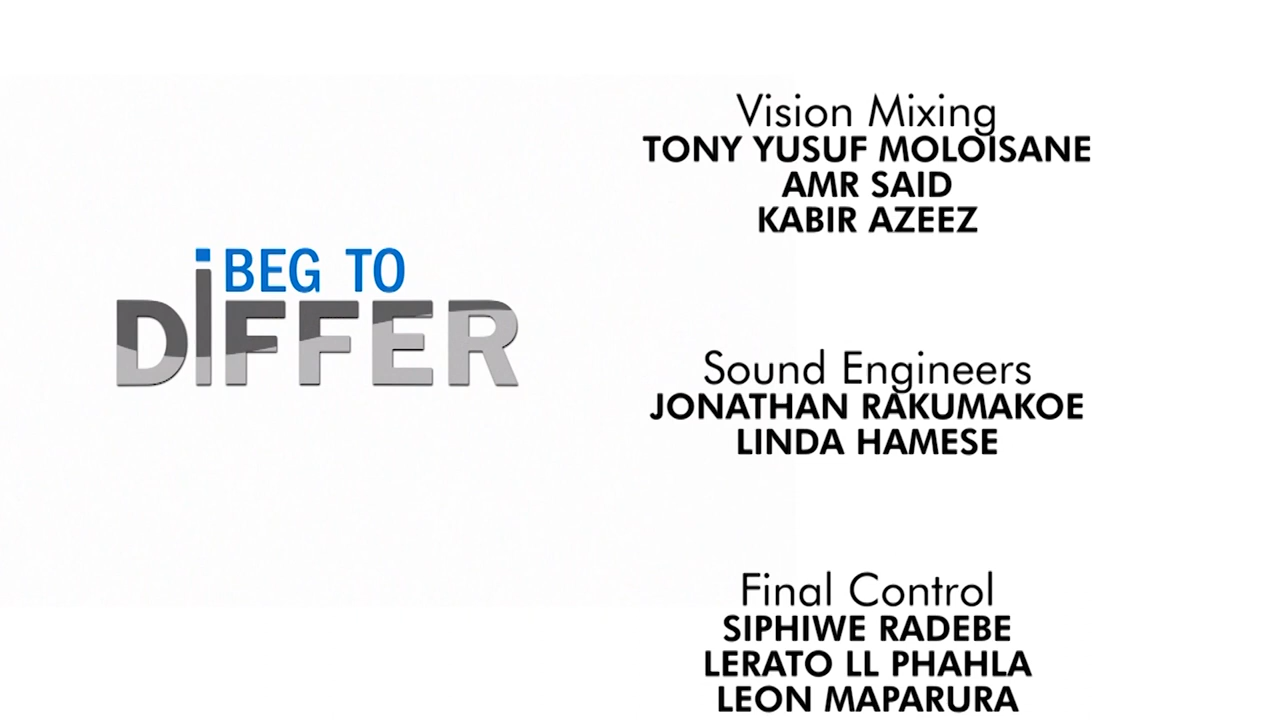 i BEG TO
DIFFER
Vision Mixing
TONY YUSUF MOLOISANE
AMR SAID
KABIR AZEEZ
Sound Engineers
JONATHAN RAKUMAKOE
LINDA HAMESE
Final Control
SIPHIWE RADEBE
LERATO LL PHAHLA
LEON MAPARURA